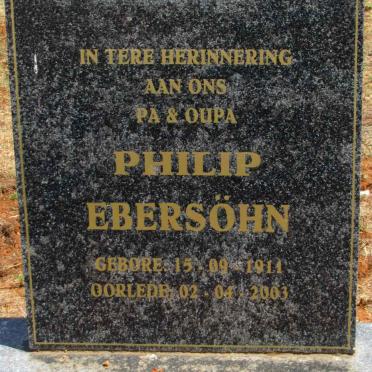 IN TERE HERINNERING
AAN ONS
PA & OUPA
PHILIP
EBERSÖHN
GEBORE: 15 - 09 - 1911
OORLEDE: 02 - 04 - 2003